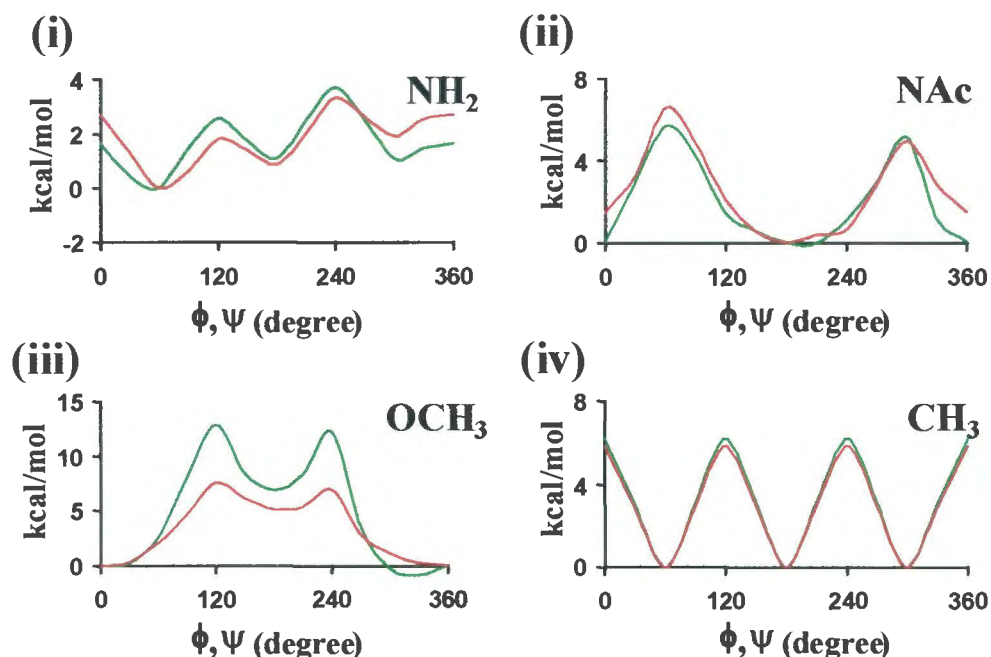 (i)
NH₂
kcal/mol
4
2
0
-2
0 120 240 360
ϕ, Ψ (degree)
(ii)
NAc
kcal/mol
8
4
0
0 120 240 360
ϕ, Ψ (degree)
(iii)
OCH₃
kcal/mol
15
10
5
0
0 120 240 360
ϕ, Ψ (degree)
(iv)
CH₃
kcal/mol
8
4
0
0 120 240 360
ϕ, Ψ (degree)